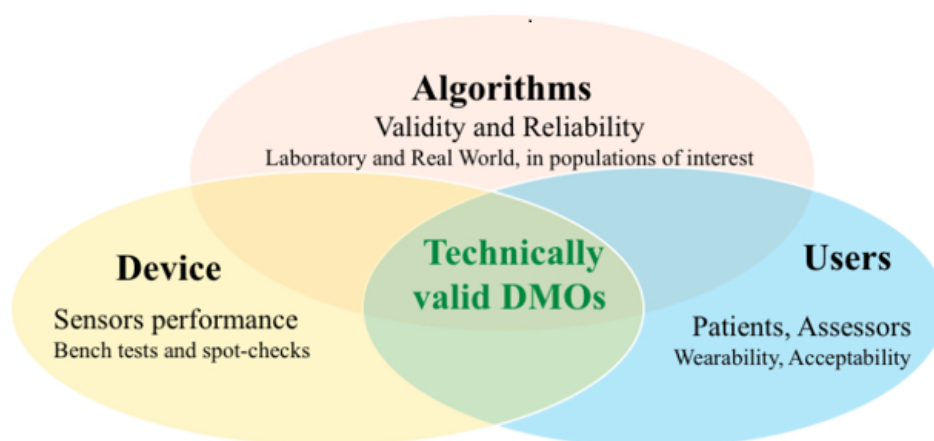 Algorithms
Validity and Reliability
Laboratory and Real World, in populations of interest
Device
Sensors performance
Bench tests and spot-checks
Technically
valid DMOs
Users
Patients, Assessors
Wearability, Acceptability